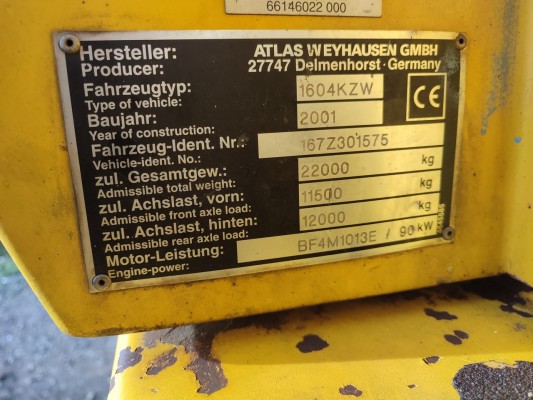 66146022 000
Hersteller: ATLAS WEYHAUSEN GMBH
Producer: 27747 Delmenhorst · Germany
Fahrzeugtyp: 1604KZW
Type of vehicle:
Baujahr: 2001
Year of construction:
Fahrzeug-Ident. Nr.: 167Z301575
Vehicle-ident. No.:
zul. Gesamtgew.: 22000 kg
Admissible total weight:
zul. Achslast, vorn: 11500 kg
Admissible front axle load:
zul. Achslast, hinten: 12000 kg
Admissible rear axle load:
Motor-Leistung: BF4M1013E / 90 kW
Engine-power:
CE